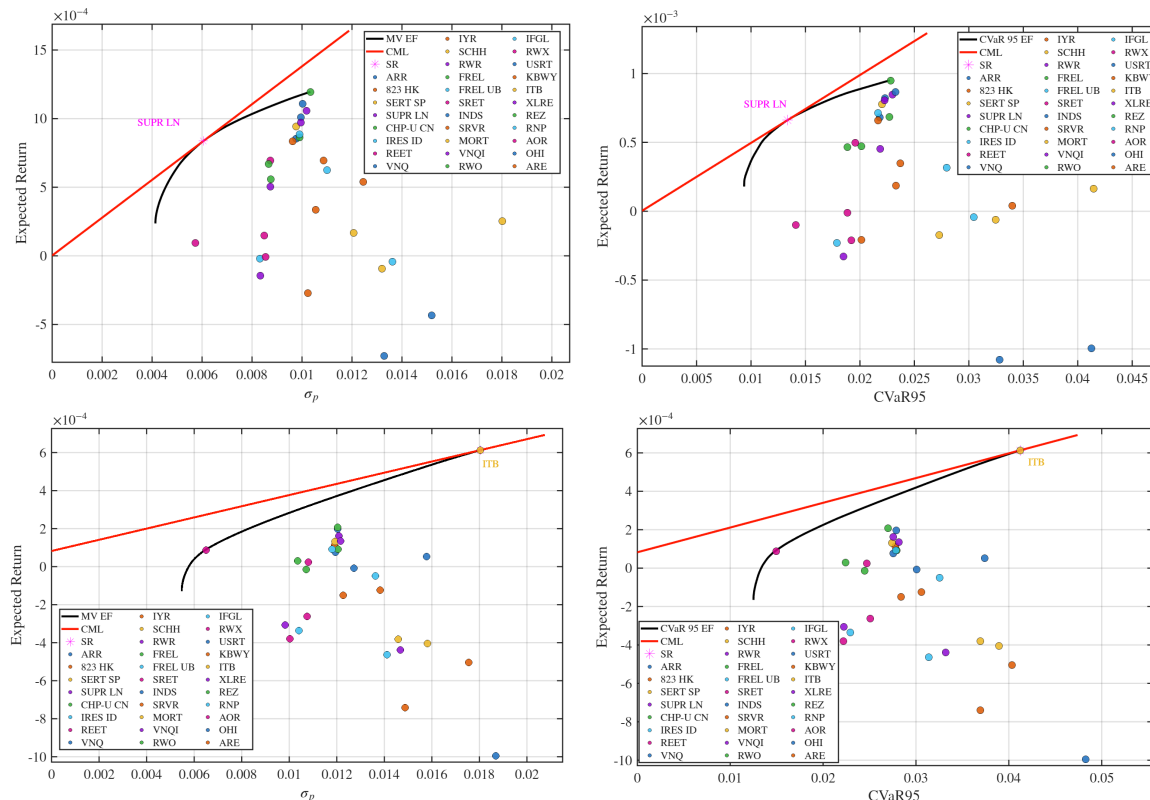 ×10⁻⁴
15
10
5
0
-5
0 0.002 0.004 0.006 0.008 0.01 0.012 0.014 0.016 0.018 0.02
σp
Expected Return
SUPR LN
MV EF IYR IFGL
CML SCHH RWX
SR RWR USRT
ARR FREL KBWY
823 HK FREL UB ITB
SERT SP SRET XLRE
SUPR LN INDS REZ
CHP-U CN SRVR RNP
IRES ID MORT AOR
REET VNQI OHI
VNQ RWO ARE
×10⁻³
1
0.5
0
-0.5
-1
0 0.005 0.01 0.015 0.02 0.025 0.03 0.035 0.04 0.045
CVaR95
Expected Return
SUPR LN
CVaR 95 EF IYR IFGL
CML SCHH RWX
SR RWR USRT
ARR FREL KBWY
823 HK FREL UB ITB
SERT SP SRET XLRE
SUPR LN INDS REZ
CHP-U CN SRVR RNP
IRES ID MORT AOR
REET VNQI OHI
VNQ RWO ARE
×10⁻⁴
6
4
2
0
-2
-4
-6
-8
-10
0 0.002 0.004 0.006 0.008 0.01 0.012 0.014 0.016 0.018 0.02
σp
Expected Return
ITB
MV EF IYR IFGL
CML SCHH RWX
SR RWR USRT
ARR FREL KBWY
823 HK FREL UB ITB
SERT SP SRET XLRE
SUPR LN INDS REZ
CHP-U CN SRVR RNP
IRES ID MORT AOR
REET VNQI OHI
VNQ RWO ARE
×10⁻⁴
6
4
2
0
-2
-4
-6
-8
-10
0 0.01 0.02 0.03 0.04 0.05
CVaR95
Expected Return
ITB
CVaR 95 EF IYR IFGL
CML SCHH RWX
SR RWR USRT
ARR FREL KBWY
823 HK FREL UB ITB
SERT SP SRET XLRE
SUPR LN INDS REZ
CHP-U CN SRVR RNP
IRES ID MORT AOR
REET VNQI OHI
VNQ RWO ARE